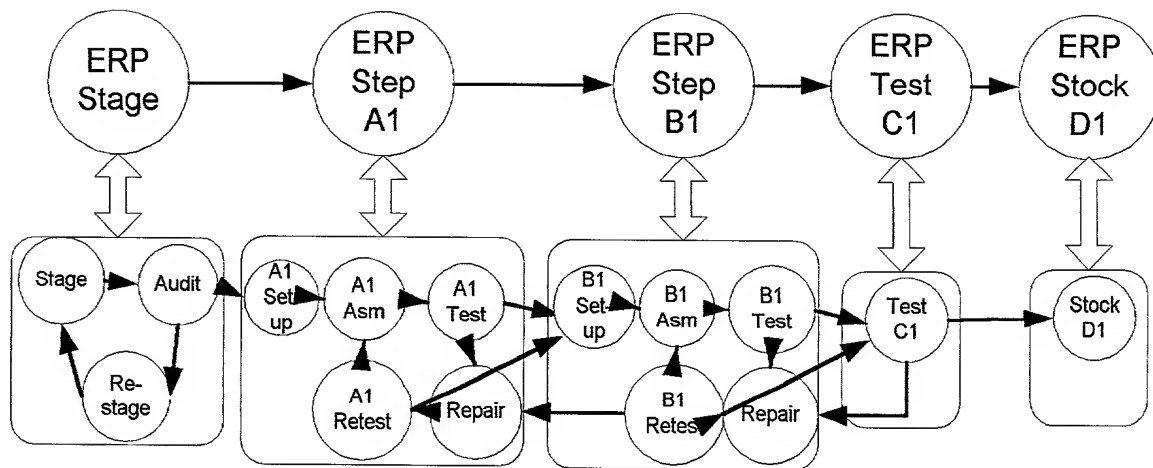 ERP
Stage
ERP
Step
A1
ERP
Step
B1
ERP
Test
C1
ERP
Stock
D1
Stage
Audit
Re-
stage
A1
Set
up
A1
Asm
A1
Test
A1
Retest
Repair
B1
Set-
up
B1
Asm
B1
Test
B1
Retes
Repair
Test
C1
Stock
D1